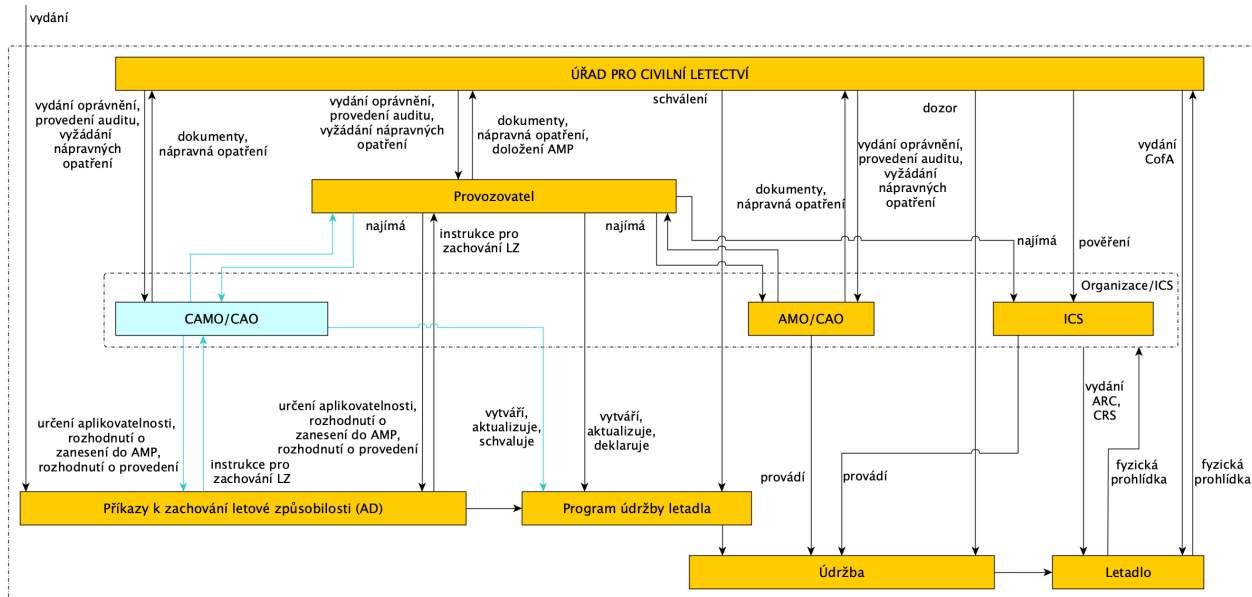 vydání
ÚŘAD PRO CIVILNÍ LETECTVÍ
vydání oprávnění,
provedení auditu,
vyžádání
nápravných
opatření
dokumenty,
nápravná opatření
vydání oprávnění,
provedení auditu,
vyžádání nápravných
opatření
dokumenty,
nápravná opatření,
doložení AMP
schválení
dokumenty,
nápravná opatření
vydání oprávnění,
provedení auditu,
vyžádání
nápravných
opatření
dozor
vydání
CofA
Provozovatel
najímá
instrukce pro
zachování LZ
najímá
najímá
pověření
Organizace/ICS
CAMO/CAO
AMO/CAO
ICS
určení aplikovatelnosti,
rozhodnutí o
zanesení do AMP,
rozhodnutí o provedení
instrukce pro
zachování LZ
určení aplikovatelnosti,
rozhodnutí o
zanesení do AMP,
rozhodnutí o provedení
vytváří,
aktualizuje,
schvaluje
vytváří,
aktualizuje,
deklaruje
provádí
provádí
vydání
ARC,
CRS
fyzická
prohlídka
fyzická
prohlídka
Příkazy k zachování letové způsobilosti (AD)
Program údržby letadla
Údržba
Letadlo